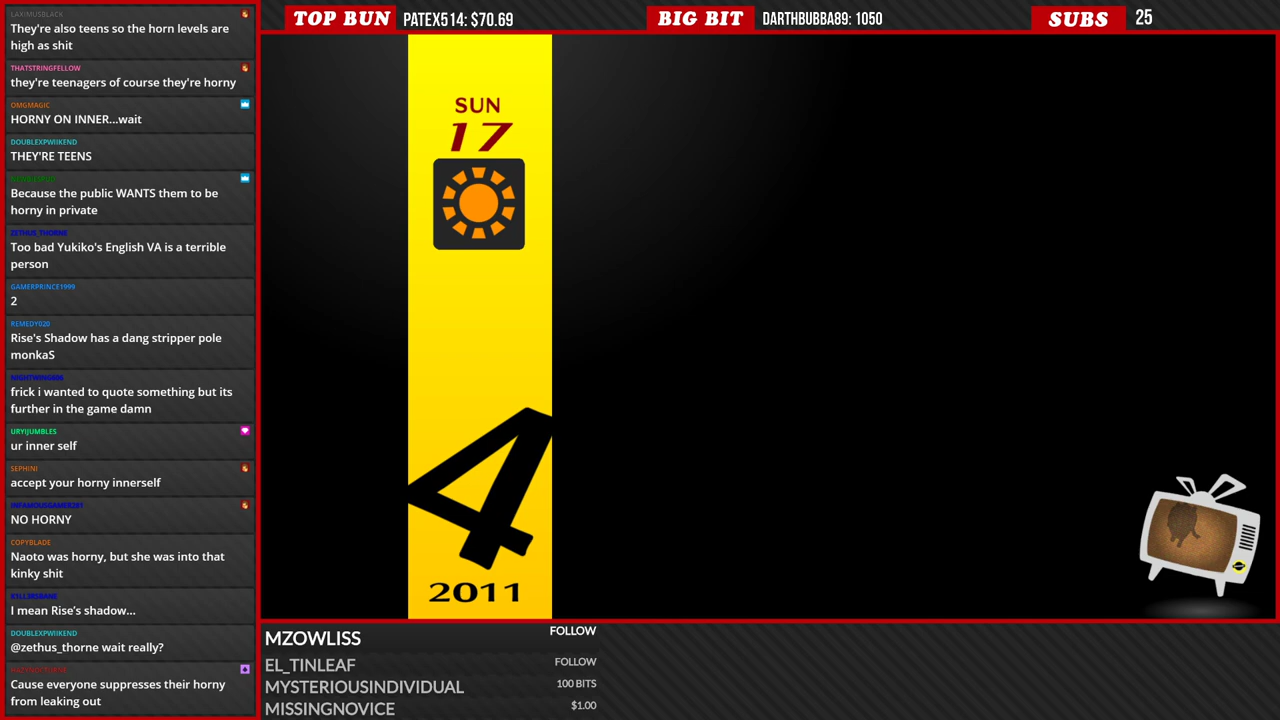 TOP BUN PATEX514: $70.69 BIG BIT DARTHBUBBA89: 1050 SUBS 25
LAXIMUSBLACK
They're also teens so the horn levels are
high as shit
THATSTRINGFELLOW
they're teenagers of course they're horny
OMGMAGIC
HORNY ON INNER...wait
DOUBLEXPWIIKEND
THEY'RE TEENS
Because the public WANTS them to be
horny in private
ZETHUS_THORNE
Too bad Yukiko's English VA is a terrible
person
GAMERPRINCE1999
2
REMEDY020
Rise's Shadow has a dang stripper pole
monkaS
frick i wanted to quote something but its
further in the game damn
URYIJUMBLES
ur inner self
SEPHINI
accept your horny innerself
NO HORNY
COPYBLADE
Naoto was horny, but she was into that
kinky shit
I mean Rise's shadow...
DOUBLEXPWIIKEND
@zethus_thorne wait really?
Cause everyone suppresses their horny
from leaking out
SUN
17
4
2011
MZOWLISS FOLLOW
EL_TINLEAF FOLLOW
MYSTERIOUSINDIVIDUAL 100 BITS
MISSINGNOVICE $1.00